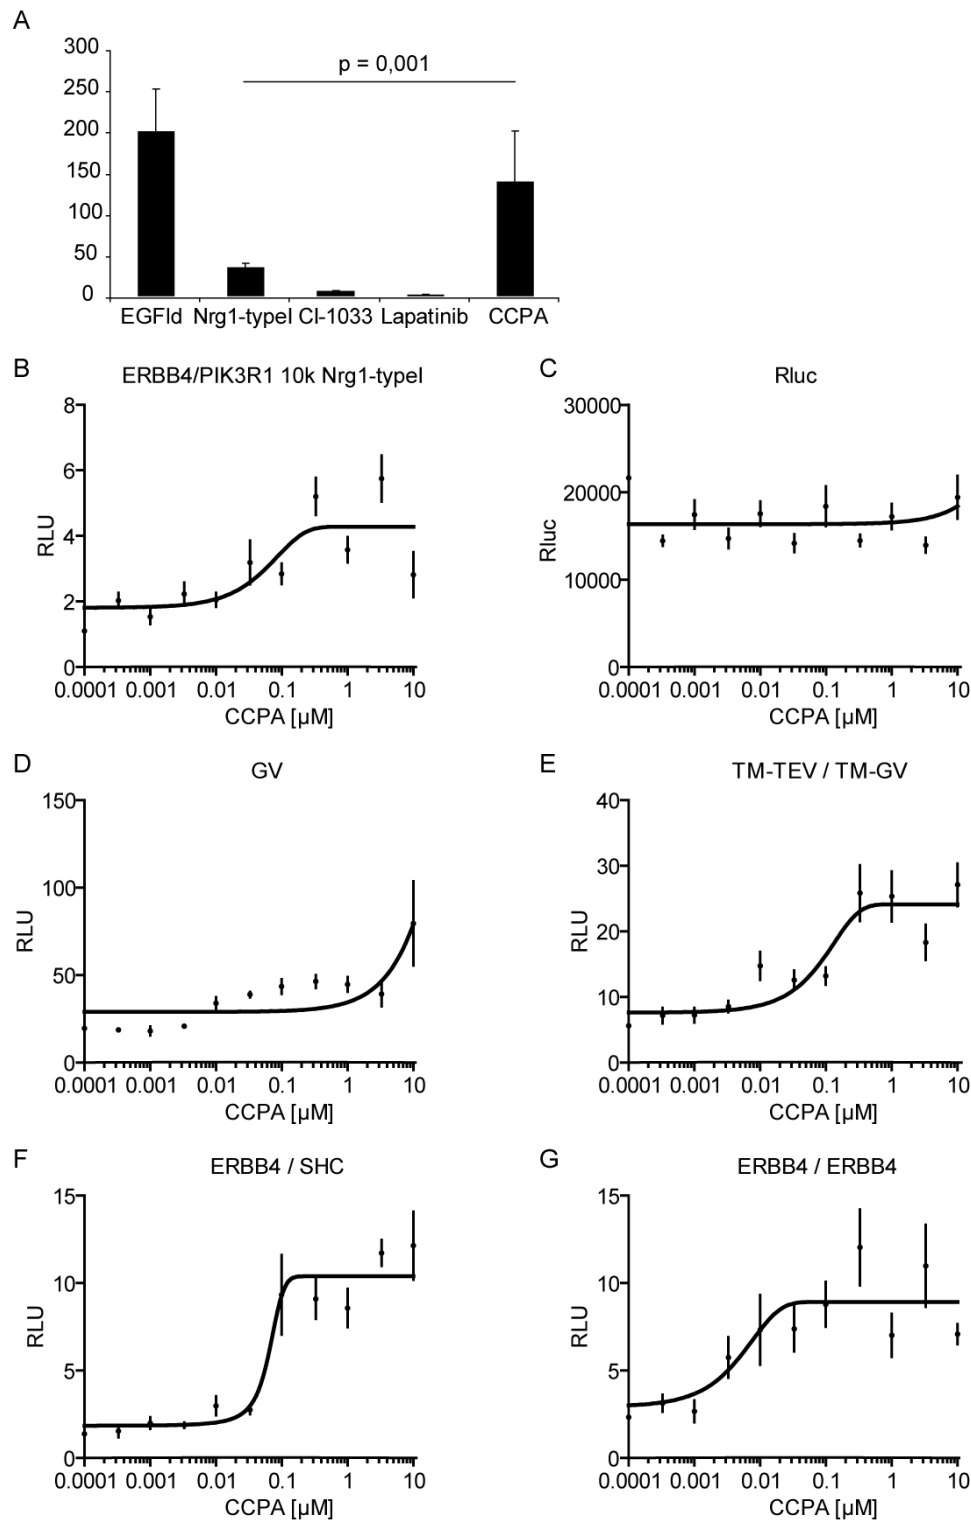 A
300
250
200
150
100
50
0
p = 0,001
EGFld Nrg1-typeI CI-1033 Lapatinib CCPA
B
ERBB4/PIK3R1 10k Nrg1-typeI
8
6
4
2
0
RLU
0.0001 0.001 0.01 0.1 1 10
CCPA [µM]
C
Rluc
30000
20000
10000
0
Rluc
0.0001 0.001 0.01 0.1 1 10
CCPA [µM]
D
GV
150
100
50
0
RLU
0.0001 0.001 0.01 0.1 1 10
CCPA [µM]
E
TM-TEV / TM-GV
40
30
20
10
0
RLU
0.0001 0.001 0.01 0.1 1 10
CCPA [µM]
F
ERBB4 / SHC
15
10
5
0
RLU
0.0001 0.001 0.01 0.1 1 10
CCPA [µM]
G
ERBB4 / ERBB4
15
10
5
0
RLU
0.0001 0.001 0.01 0.1 1 10
CCPA [µM]